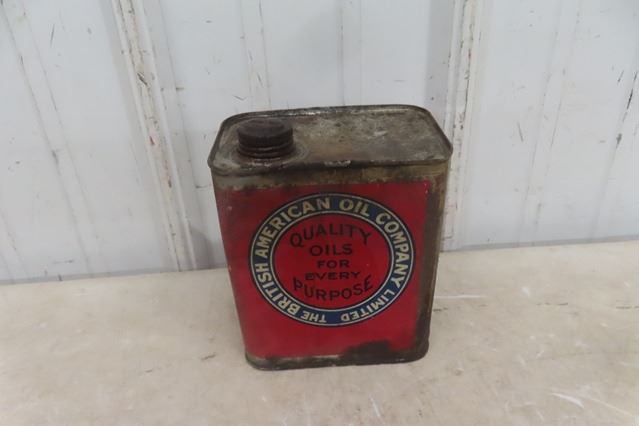 THE BRITISH AMERICAN OIL COMPANY LIMITED
QUALITY
OILS
FOR
EVERY
PURPOSE